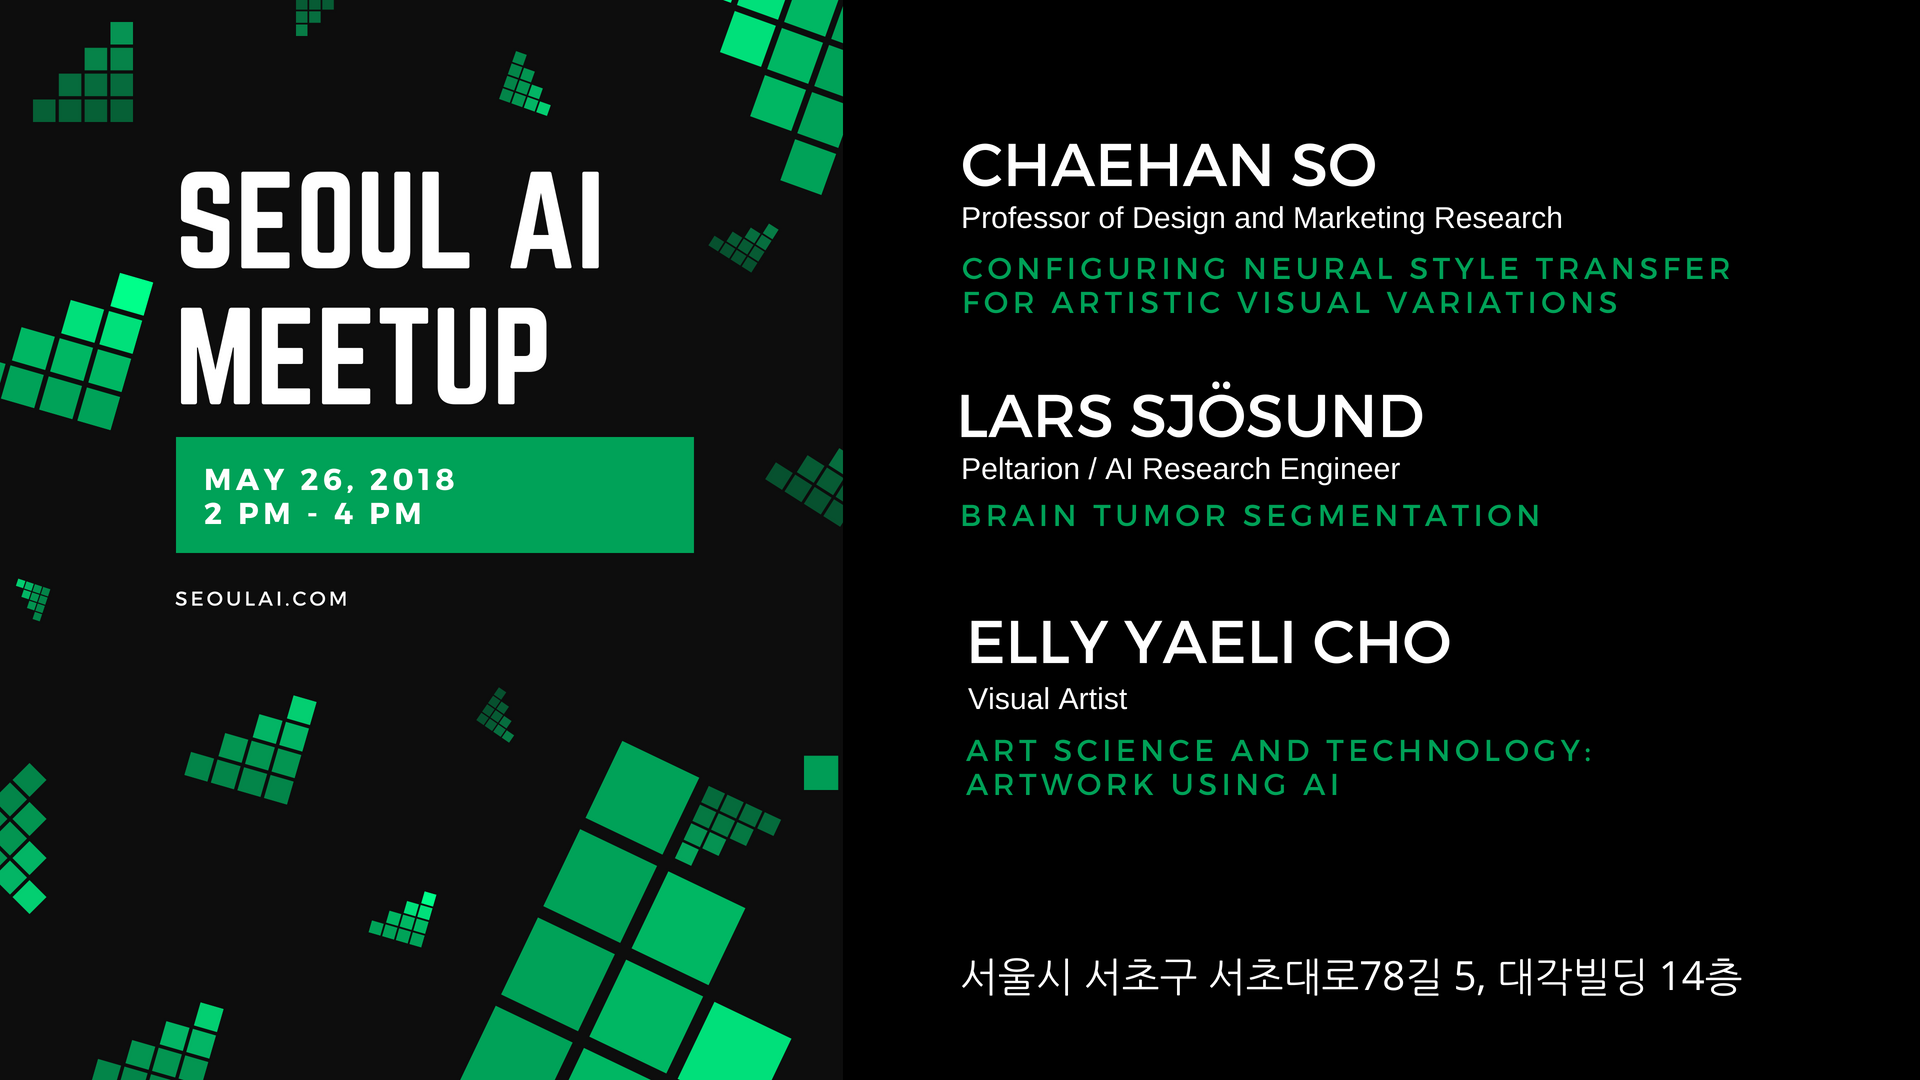 SEOUL AI
MEETUP
MAY 26, 2018
2 PM - 4 PM
SEOULAI.COM
CHAEHAN SO
Professor of Design and Marketing Research
CONFIGURING NEURAL STYLE TRANSFER
FOR ARTISTIC VISUAL VARIATIONS
LARS SJÖSUND
Peltarion / AI Research Engineer
BRAIN TUMOR SEGMENTATION
ELLY YAELI CHO
Visual Artist
ART SCIENCE AND TECHNOLOGY:
ARTWORK USING AI
서울시 서초구 서초대로78길 5, 대각빌딩 14층